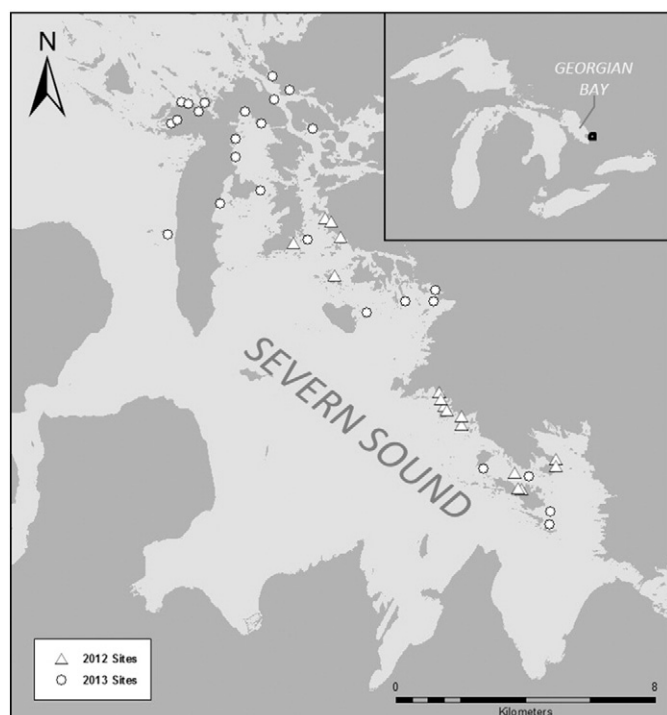 N
GEORGIAN
BAY
SEVERN SOUND
2012 Sites
2013 Sites
0 8
Kilometers